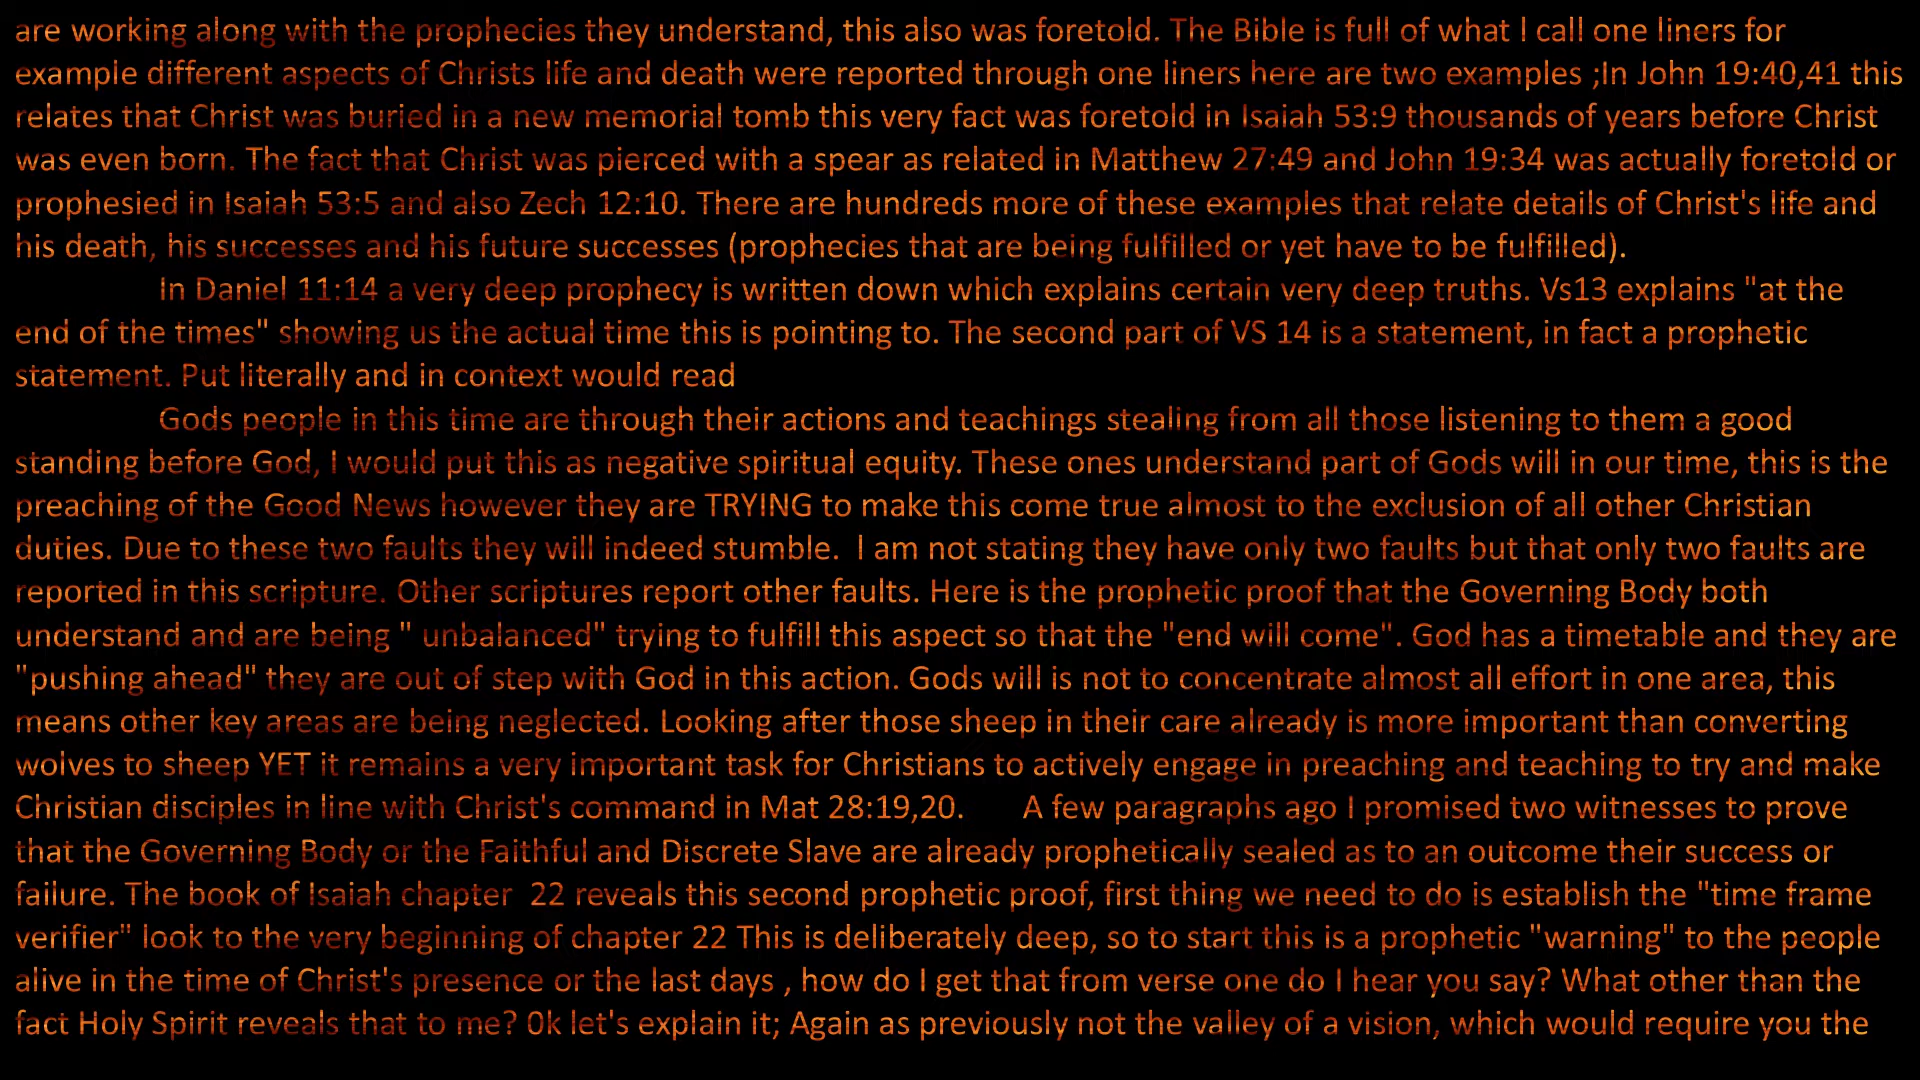 are working along with the prophecies they understand, this also was foretold. The Bible is full of what I call one liners for
example different aspects of Christs life and death were reported through one liners here are two examples ;In John 19:40,41 this
relates that Christ was buried in a new memorial tomb this very fact was foretold in Isaiah 53:9 thousands of years before Christ
was even born. The fact that Christ was pierced with a spear as related in Matthew 27:49 and John 19:34 was actually foretold or
prophesied in Isaiah 53:5 and also Zech 12:10. There are hundreds more of these examples that relate details of Christ's life and
his death, his successes and his future successes (prophecies that are being fulfilled or yet have to be fulfilled).
In Daniel 11:14 a very deep prophecy is written down which explains certain very deep truths. Vs13 explains "at the
end of the times" showing us the actual time this is pointing to. The second part of VS 14 is a statement, in fact a prophetic
statement. Put literally and in context would read
Gods people in this time are through their actions and teachings stealing from all those listening to them a good
standing before God, I would put this as negative spiritual equity. These ones understand part of Gods will in our time, this is the
preaching of the Good News however they are TRYING to make this come true almost to the exclusion of all other Christian
duties. Due to these two faults they will indeed stumble.  I am not stating they have only two faults but that only two faults are
reported in this scripture. Other scriptures report other faults. Here is the prophetic proof that the Governing Body both
understand and are being " unbalanced" trying to fulfill this aspect so that the "end will come". God has a timetable and they are
"pushing ahead" they are out of step with God in this action. Gods will is not to concentrate almost all effort in one area, this
means other key areas are being neglected. Looking after those sheep in their care already is more important than converting
wolves to sheep YET it remains a very important task for Christians to actively engage in preaching and teaching to try and make
Christian disciples in line with Christ's command in Mat 28:19,20.      A few paragraphs ago I promised two witnesses to prove
that the Governing Body or the Faithful and Discrete Slave are already prophetically sealed as to an outcome their success or
failure. The book of Isaiah chapter  22 reveals this second prophetic proof, first thing we need to do is establish the "time frame
verifier" look to the very beginning of chapter 22 This is deliberately deep, so to start this is a prophetic "warning" to the people
alive in the time of Christ's presence or the last days , how do I get that from verse one do I hear you say? What other than the
fact Holy Spirit reveals that to me? 0k let's explain it; Again as previously not the valley of a vision, which would require you the